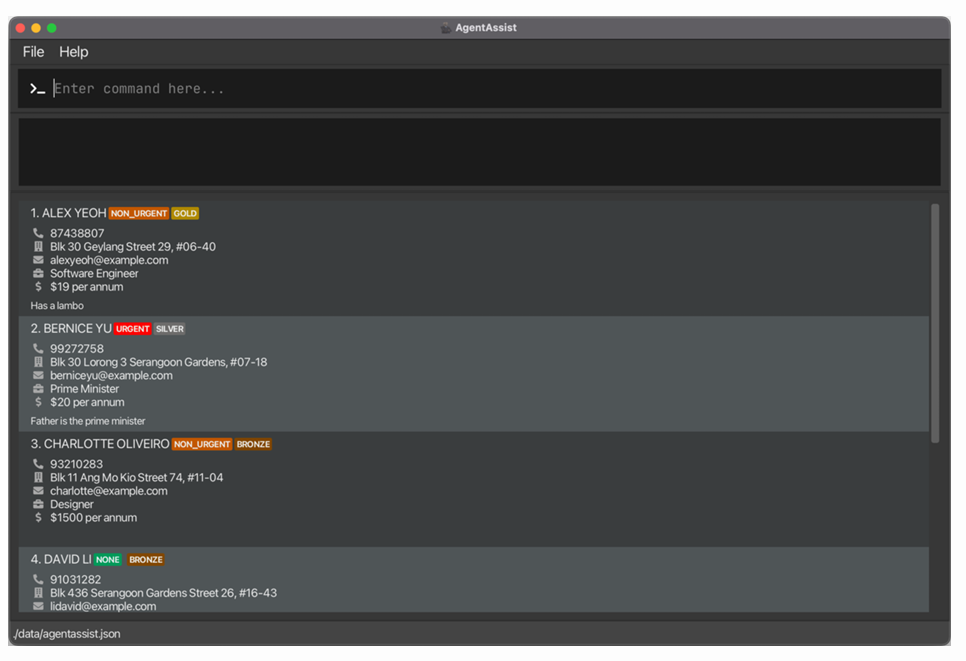 AgentAssist
File Help
Enter command here...
1. ALEX YEOH NON_URGENT GOLD
87438807
Blk 30 Geylang Street 29, #06-40
alexyeoh@example.com
Software Engineer
$ $19 per annum
Has a lambo
2. BERNICE YU URGENT SILVER
99272758
Blk 30 Lorong 3 Serangoon Gardens, #07-18
berniceyu@example.com
Prime Minister
$ $20 per annum
Father is the prime minister
3. CHARLOTTE OLIVEIRO NON_URGENT BRONZE
93210283
Blk 11 Ang Mo Kio Street 74, #11-04
charlotte@example.com
Designer
$ $1500 per annum
4. DAVID LI NONE BRONZE
91031282
Blk 436 Serangoon Gardens Street 26, #16-43
lidavid@example.com
./data/agentassist.json